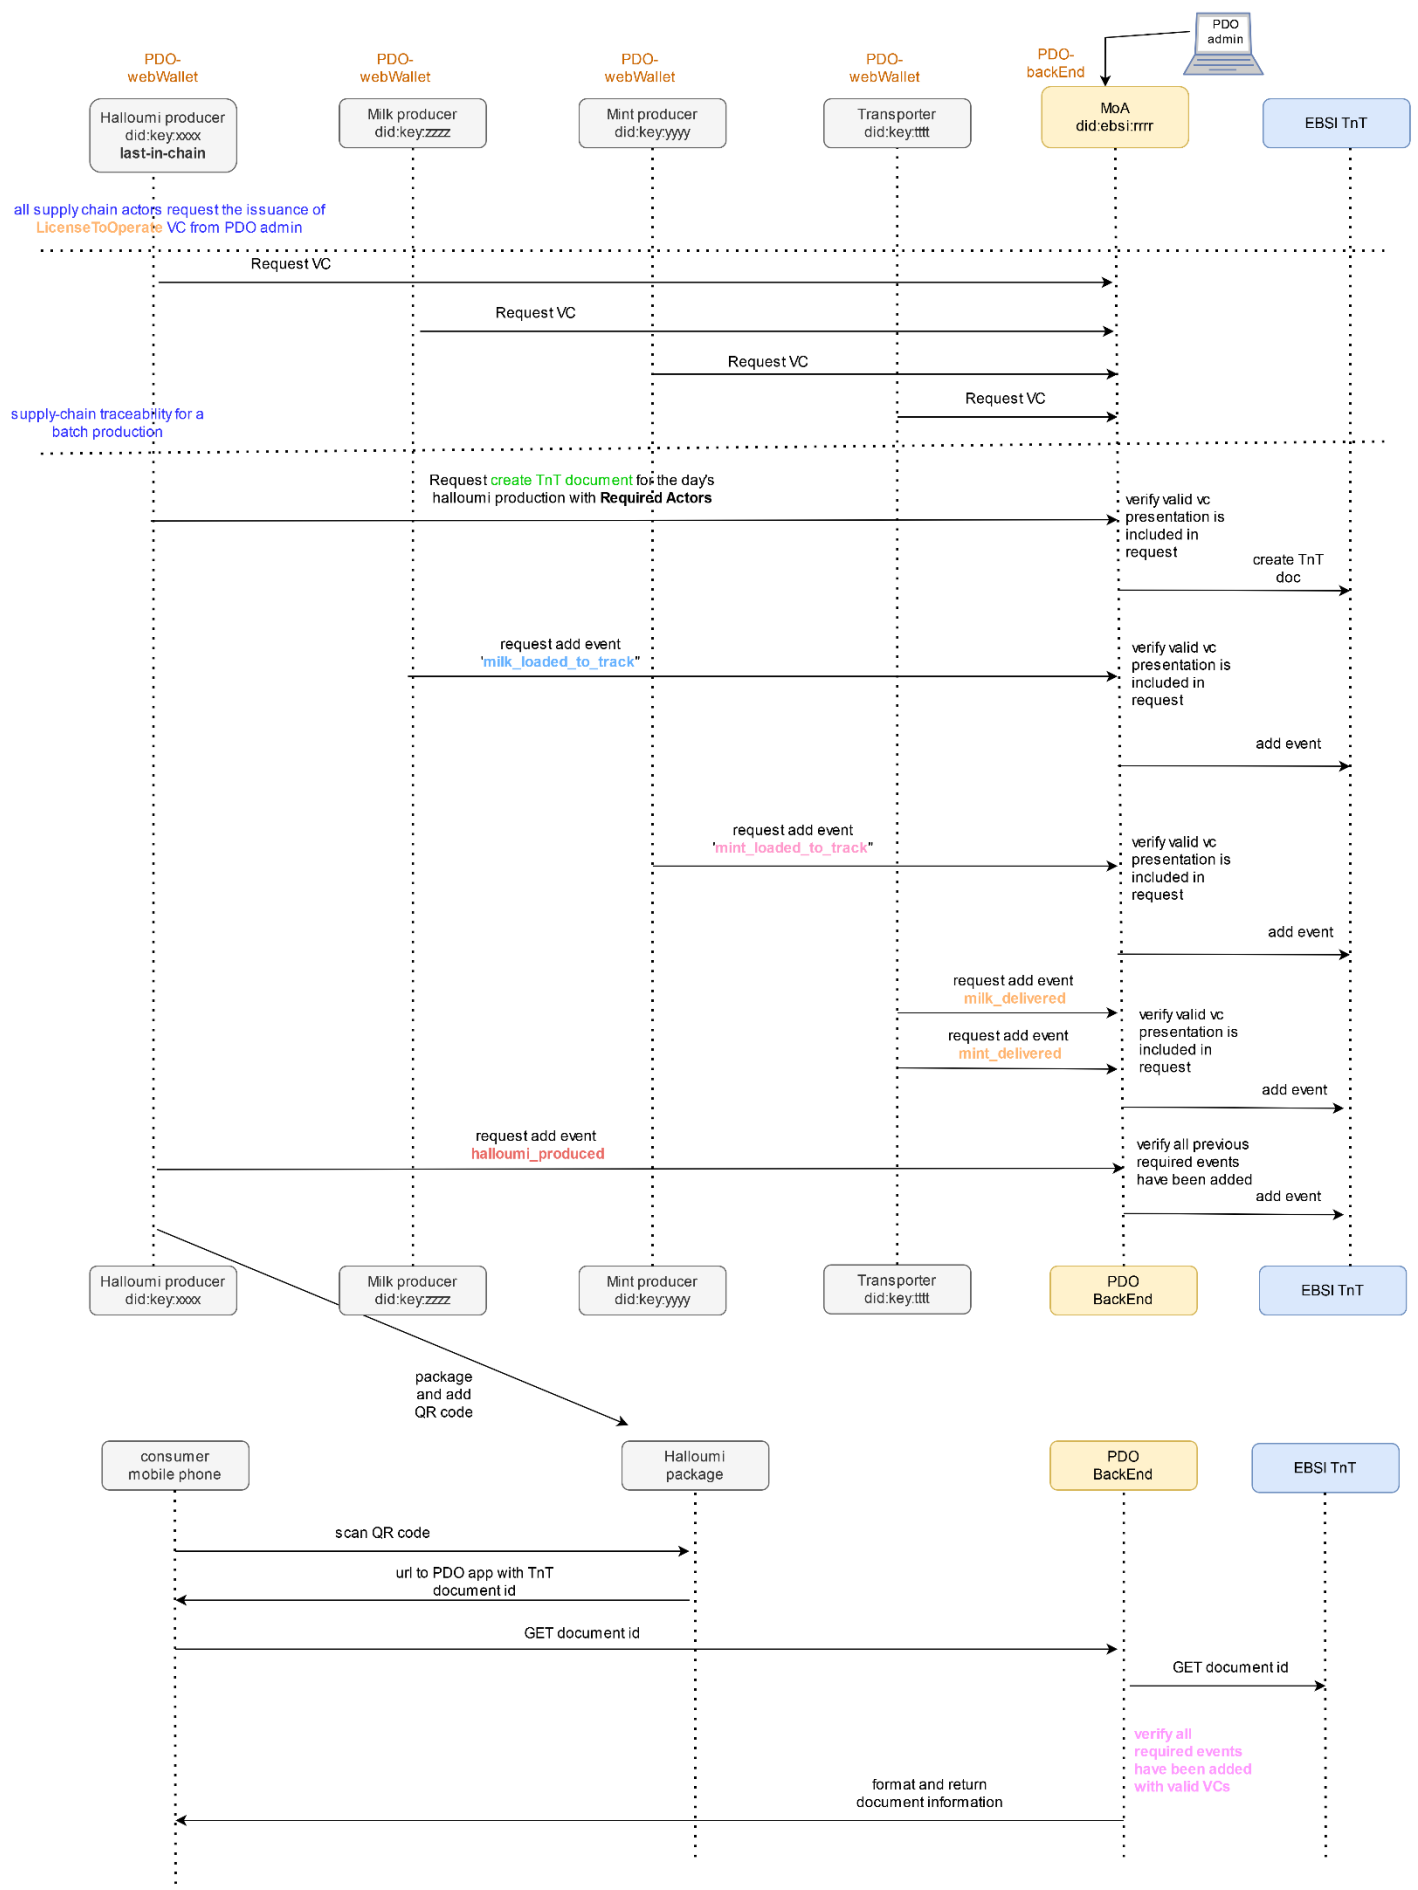 PDO
admin
PDO-
webWallet
PDO-
webWallet
PDO-
webWallet
PDO-
webWallet
PDO-
backEnd
Halloumi producer
did:key:xxxx
last-in-chain
Milk producer
did:key:zzzz
Mint producer
did:key:yyyy
Transporter
did:key:tttt
MoA
did:ebsi:rrrr
EBSI TnT
all supply chain actors request the issuance of
LicenseToOperate VC from PDO admin
Request VC
Request VC
Request VC
Request VC
supply-chain traceability for a
batch production
Request create TnT document for the day's
halloumi production with Required Actors
verify valid vc
presentation is
included in
request
create TnT
doc
request add event
'milk_loaded_to_track"
verify valid vc
presentation is
included in
request
add event
request add event
'mint_loaded_to_track"
verify valid vc
presentation is
included in
request
add event
request add event
milk_delivered
request add event
mint_delivered
verify valid vc
presentation is
included in
request
add event
request add event
halloumi_produced
verify all previous
required events
have been added
add event
Halloumi producer
did:key:xxxx
Milk producer
did:key:zzzz
Mint producer
did:key:yyyy
Transporter
did:key:tttt
PDO
BackEnd
EBSI TnT
package
and add
QR code
consumer
mobile phone
Halloumi
package
PDO
BackEnd
EBSI TnT
scan QR code
url to PDO app with TnT
document id
GET document id
GET document id
verify all
required events
have been added
with valid VCs
format and return
document information